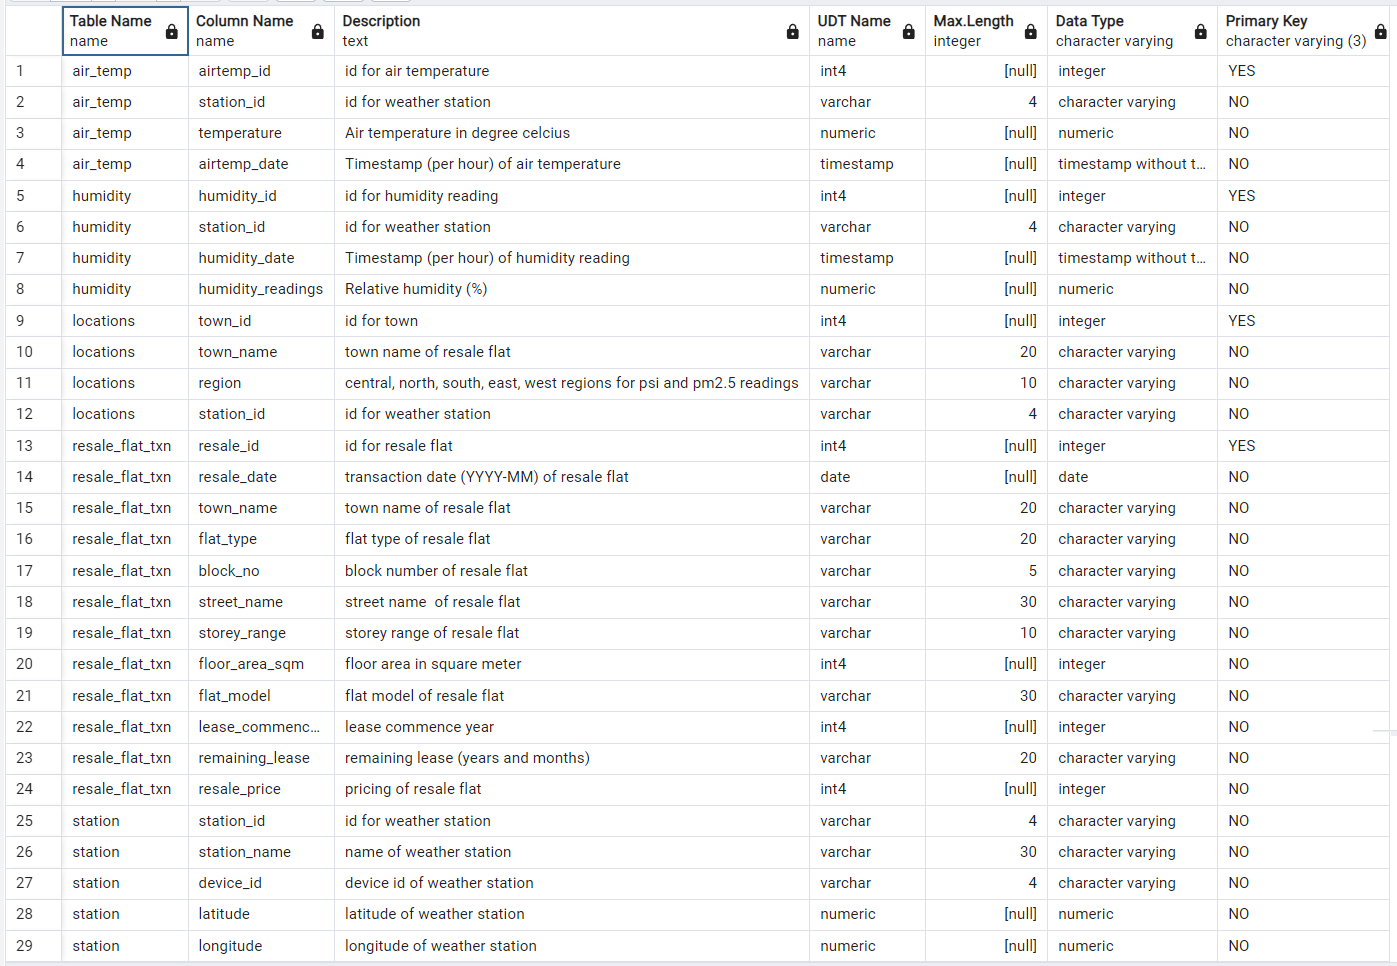 Table Name Column Name Description UDT Name Max.Length Data Type Primary Key
name name text name integer character varying character varying (3)
1 air_temp airtemp_id id for air temperature int4 [null] integer YES
2 air_temp station_id id for weather station varchar 4 character varying NO
3 air_temp temperature Air temperature in degree celcius numeric [null] numeric NO
4 air_temp airtemp_date Timestamp (per hour) of air temperature timestamp [null] timestamp without t... NO
5 humidity humidity_id id for humidity reading int4 [null] integer YES
6 humidity station_id id for weather station varchar 4 character varying NO
7 humidity humidity_date Timestamp (per hour) of humidity reading timestamp [null] timestamp without t... NO
8 humidity humidity_readings Relative humidity (%) numeric [null] numeric NO
9 locations town_id id for town int4 [null] integer YES
10 locations town_name town name of resale flat varchar 20 character varying NO
11 locations region central, north, south, east, west regions for psi and pm2.5 readings varchar 10 character varying NO
12 locations station_id id for weather station varchar 4 character varying NO
13 resale_flat_txn resale_id id for resale flat int4 [null] integer YES
14 resale_flat_txn resale_date transaction date (YYYY-MM) of resale flat date [null] date NO
15 resale_flat_txn town_name town name of resale flat varchar 20 character varying NO
16 resale_flat_txn flat_type flat type of resale flat varchar 20 character varying NO
17 resale_flat_txn block_no block number of resale flat varchar 5 character varying NO
18 resale_flat_txn street_name street name  of resale flat varchar 30 character varying NO
19 resale_flat_txn storey_range storey range of resale flat varchar 10 character varying NO
20 resale_flat_txn floor_area_sqm floor area in square meter int4 [null] integer NO
21 resale_flat_txn flat_model flat model of resale flat varchar 30 character varying NO
22 resale_flat_txn lease_commenc... lease commence year int4 [null] integer NO
23 resale_flat_txn remaining_lease remaining lease (years and months) varchar 20 character varying NO
24 resale_flat_txn resale_price pricing of resale flat int4 [null] integer NO
25 station station_id id for weather station varchar 4 character varying NO
26 station station_name name of weather station varchar 30 character varying NO
27 station device_id device id of weather station varchar 4 character varying NO
28 station latitude latitude of weather station numeric [null] numeric NO
29 station longitude longitude of weather station numeric [null] numeric NO